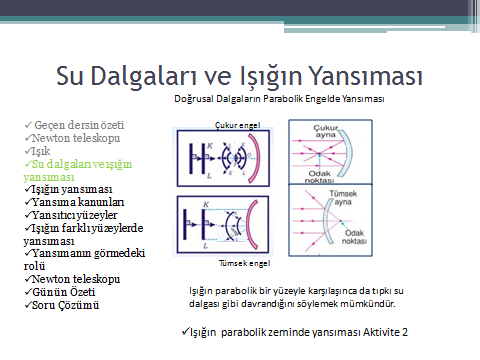 Su Dalgaları ve Işığın Yansıması
Doğrusal Dalgaların Parabolik Engelde Yansıması
✓ Geçen dersin özeti
✓Newton teleskopu
✓Işık
✓Su dalgaları ve ışığın
yansıması
✓Işığın yansıması
✓Yansıma kanunları
✓Yansıtıcı yüzeyler
✓Işığın farklı yüzeylerde
yansıması
✓Yansımanın görmedeki
rolü
✓Newton teleskopu
✓Günün Özeti
✓Soru Çözümü
Çukur engel
K
L
K
L
Çukur
ayna
Odak
noktası
K
L
Tümsek
ayna
Odak
noktası
Tümsek engel
Işığın parabolik bir yüzeyle karşılaşınca da tıpkı su
dalgası gibi davrandığını söylemek mümkündür.
✓Işığın parabolik zeminde yansıması Aktivite 2